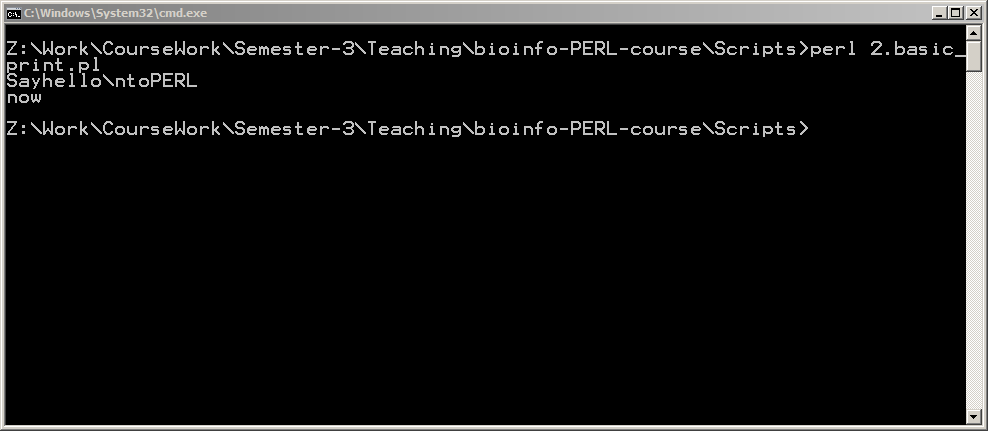 C:\Windows\System32\cmd.exe
Z:\Work\CourseWork\Semester-3\Teaching\bioinfo-PERL-course\Scripts>perl 2.basic_
print.pl
Sayhello\ntoPERL
now
Z:\Work\CourseWork\Semester-3\Teaching\bioinfo-PERL-course\Scripts>